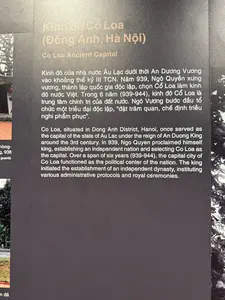 Kinh đô Cổ Loa
(Đông Anh, Hà Nội)
Co Loa Ancient Capital
Kinh đô của nhà nước Âu Lạc dưới thời An Dương Vương
vào khoảng thế kỷ III TCN. Năm 939, Ngô Quyền xưng
vương, thành lập quốc gia độc lập, chọn Cổ Loa làm kinh
đô nước Việt. Trong 6 năm (939-944), kinh đô Cổ Loa là
trung tâm chính trị của đất nước. Ngô Vương bước đầu tổ
chức một triều đại độc lập, "đặt trăm quan, chế định triều
nghi phẩm phục".
Co Loa, situated in Dong Anh District, Hanoi, once served as
the capital of the state of Au Lac under the reign of An Duong King
around the 3rd century. In 939, Ngo Quyen proclaimed himself
king, establishing an independent nation and selecting Co Loa as
the capital. Over a span of six years (939-944), the capital city of
Co Loa functioned as the political center of the nation. The king
initiated the establishment of an independent dynasty, instituting
various administrative protocols and royal ceremonies.